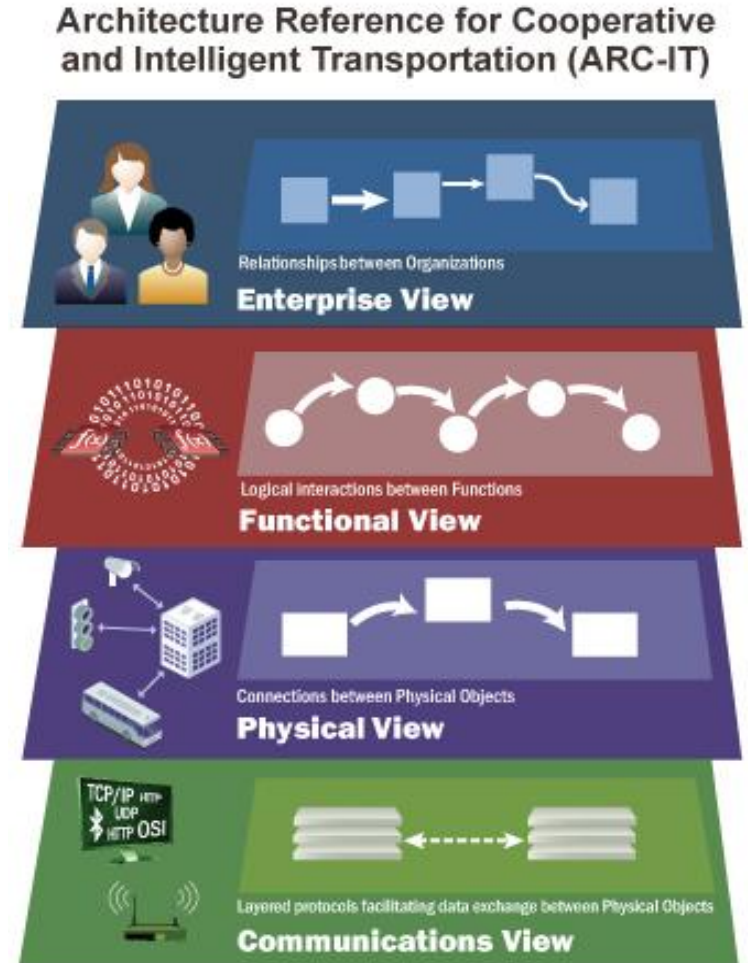 Architecture Reference for Cooperative
and Intelligent Transportation (ARC-IT)
Relationships between Organizations
Enterprise View
010111010101100
f(x)
f(x)
Logical interactions between Functions
Functional View
Connections between Physical Objects
Physical View
TCP/IP HTTP
UDP
HTTP OSI
Layered protocols facilitating data exchange between Physical Objects
Communications View